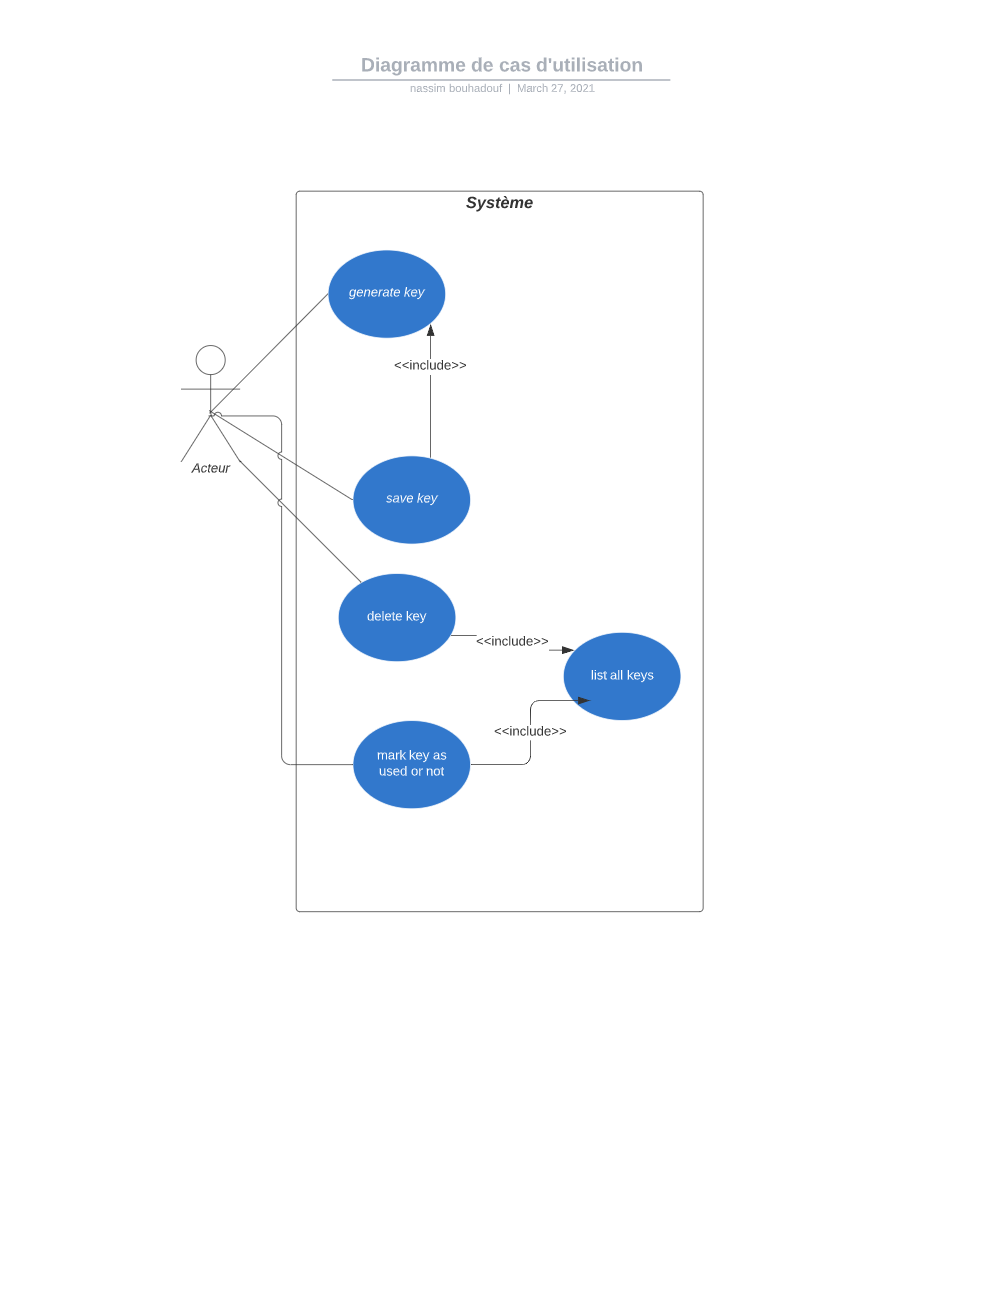 Diagramme de cas d'utilisation
nassim bouhadouf | March 27, 2021
Système
generate key
<<include>>
Acteur
save key
delete key
<<include>>
list all keys
<<include>>
mark key as
used or not